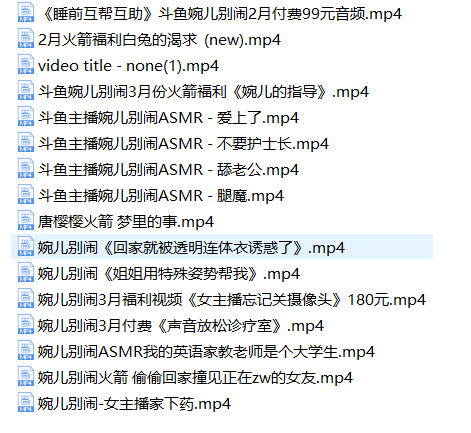 《睡前互帮互助》斗鱼婉儿别闹2月付费99元音频.mp4
2月火箭福利白兔的渴求 (new).mp4
video title - none(1).mp4
斗鱼婉儿别闹3月份火箭福利《婉儿的指导》.mp4
斗鱼主播婉儿别闹ASMR - 爱上了.mp4
斗鱼主播婉儿别闹ASMR - 不要护士长.mp4
斗鱼主播婉儿别闹ASMR - 舔老公.mp4
斗鱼主播婉儿别闹ASMR - 腿魔.mp4
唐樱樱火箭 梦里的事.mp4
婉儿别闹《回家就被透明连体衣诱惑了》.mp4
婉儿别闹《姐姐用特殊姿势帮我》.mp4
婉儿别闹3月福利视频《女主播忘记关摄像头》180元.mp4
婉儿别闹3月付费《声音放松诊疗室》.mp4
婉儿别闹ASMR我的英语家教老师是个大学生.mp4
婉儿别闹火箭 偷偷回家撞见正在zw的女友.mp4
婉儿别闹-女主播家下药.mp4